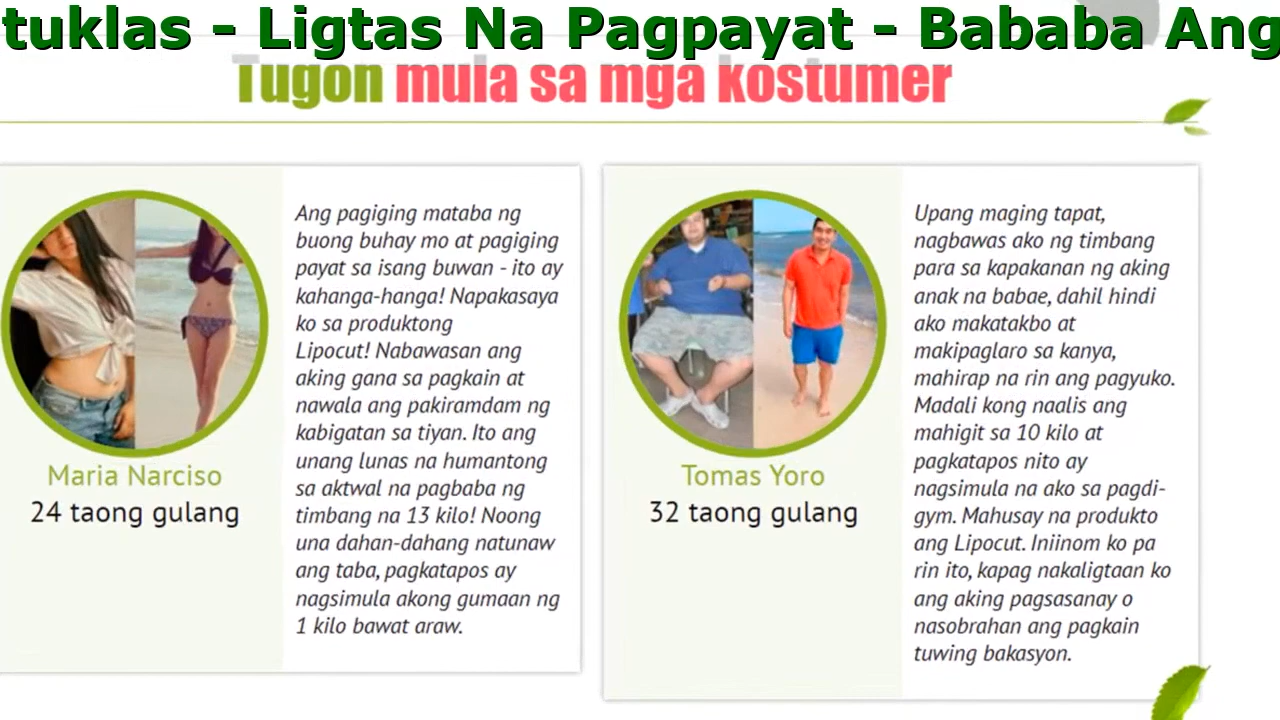 tuklas - Ligtas Na Pagpayat - Bababa Ang
Tugon mula sa mga kostumer
Ang pagiging mataba ng
buong buhay mo at pagiging
payat sa isang buwan - ito ay
kahanga-hanga! Napakasaya
ko sa produktong
Lipocut! Nabawasan ang
aking gana sa pagkain at
nawala ang pakiramdam ng
kabigatan sa tiyan. Ito ang
unang lunas na humantong
sa aktwal na pagbaba ng
timbang na 13 kilo! Noong
una dahan-dahang natunaw
ang taba, pagkatapos ay
nagsimula akong gumaan ng
1 kilo bawat araw.
Maria Narciso
24 taong gulang
Upang maging tapat,
nagbawas ako ng timbang
para sa kapakanan ng aking
anak na babae, dahil hindi
ako makatakbo at
makipaglaro sa kanya,
mahirap na rin ang pagyuko.
Madali kong naalis ang
mahigit sa 10 kilo at
pagkatapos nito ay
nagsimula na ako sa pagdi-
gym. Mahusay na produkto
ang Lipocut. Iniinom ko pa
rin ito, kapag nakaligtaan ko
ang aking pagsasanay o
nasobrahan ang pagkain
tuwing bakasyon.
Tomas Yoro
32 taong gulang